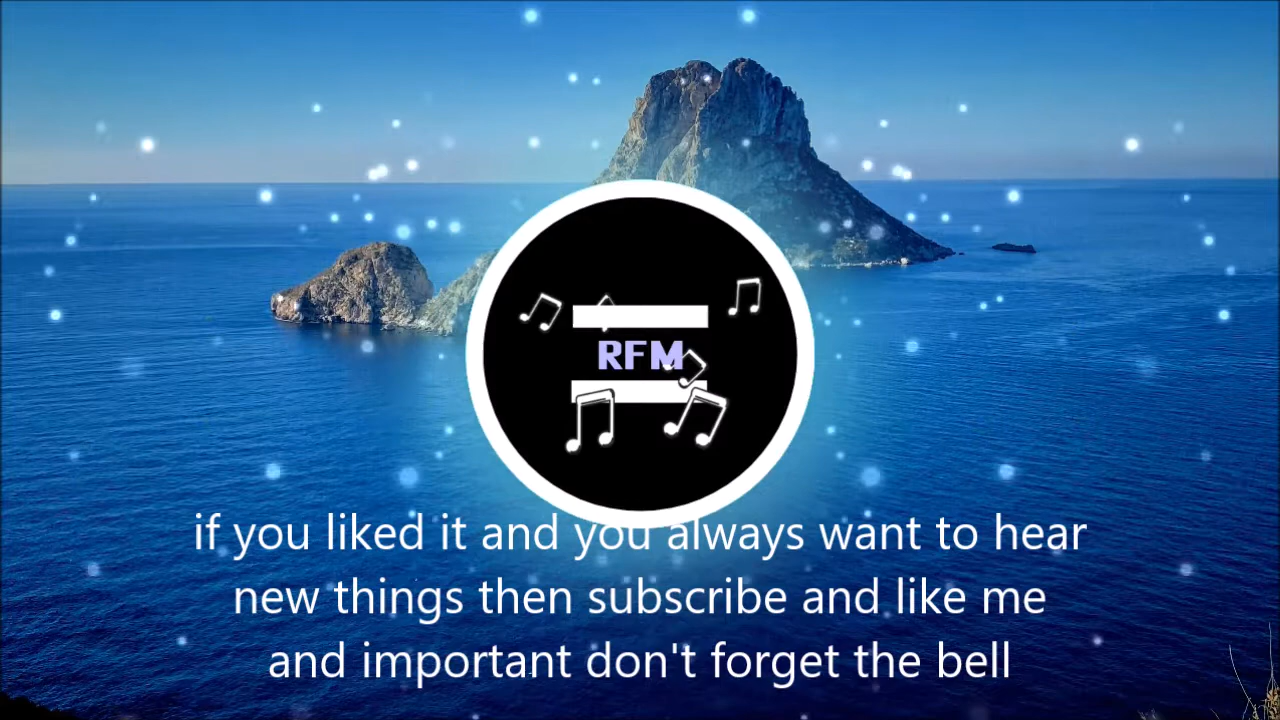 RFM
if you liked it and you always want to hear
new things then subscribe and like me
and important don't forget the bell